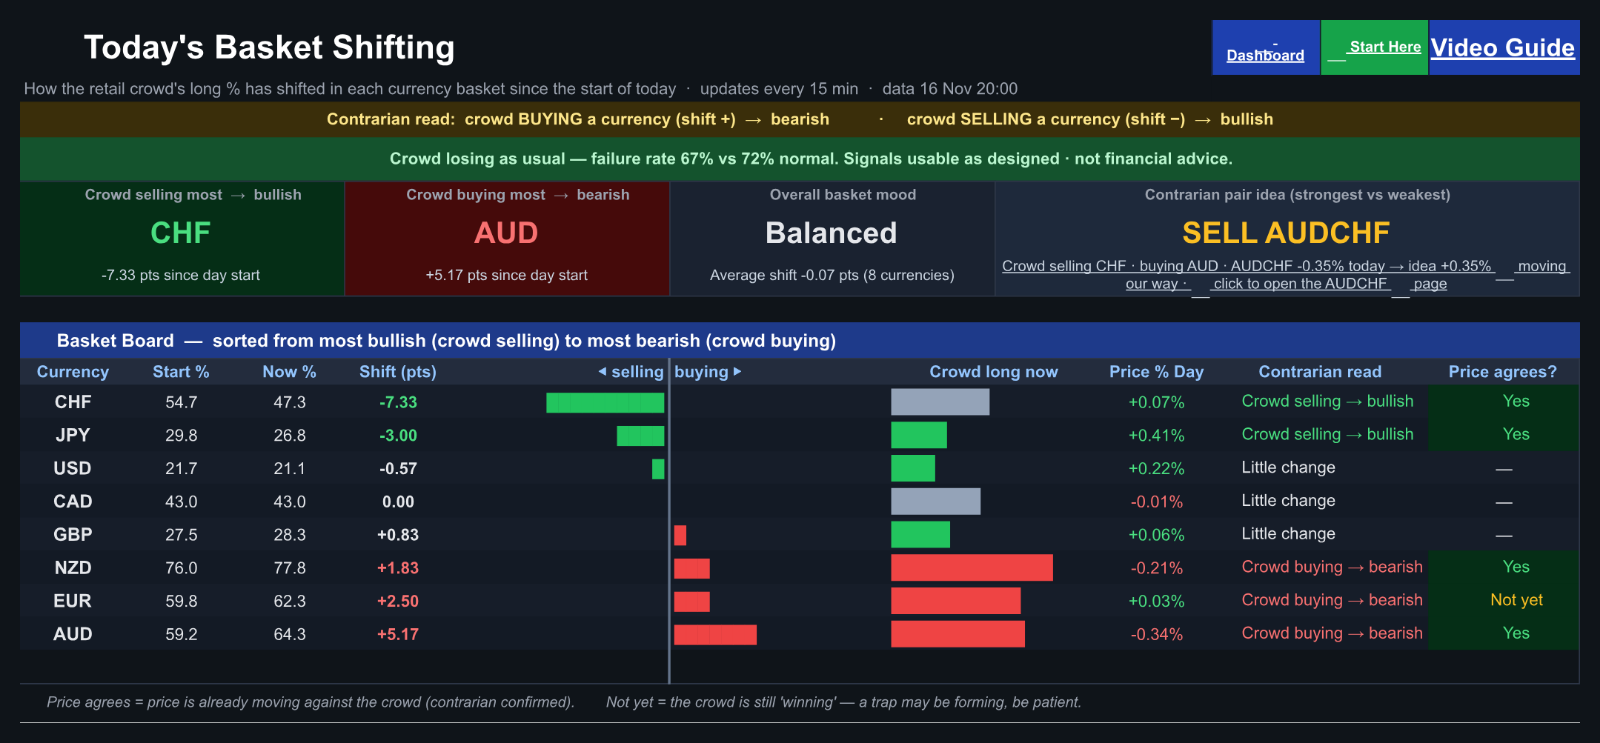 Today's Basket Shifting
Dashboard
Start Here
Video Guide
How the retail crowd's long % has shifted in each currency basket since the start of today · updates every 15 min · data 16 Nov 20:00
Contrarian read: crowd BUYING a currency (shift +) → bearish · crowd SELLING a currency (shift −) → bullish
Crowd losing as usual — failure rate 67% vs 72% normal. Signals usable as designed · not financial advice.
Crowd selling most → bullish
CHF
-7.33 pts since day start
Crowd buying most → bearish
AUD
+5.17 pts since day start
Overall basket mood
Balanced
Average shift -0.07 pts (8 currencies)
Contrarian pair idea (strongest vs weakest)
SELL AUDCHF
Crowd selling CHF · buying AUD · AUDCHF -0.35% today → idea +0.35% moving
our way · click to open the AUDCHF page
Basket Board — sorted from most bullish (crowd selling) to most bearish (crowd buying)
Currency Start % Now % Shift (pts) ◂ selling buying ▸ Crowd long now Price % Day Contrarian read Price agrees?
CHF 54.7 47.3 -7.33 +0.07% Crowd selling → bullish Yes
JPY 29.8 26.8 -3.00 +0.41% Crowd selling → bullish Yes
USD 21.7 21.1 -0.57 +0.22% Little change —
CAD 43.0 43.0 0.00 -0.01% Little change —
GBP 27.5 28.3 +0.83 +0.06% Little change —
NZD 76.0 77.8 +1.83 -0.21% Crowd buying → bearish Yes
EUR 59.8 62.3 +2.50 +0.03% Crowd buying → bearish Not yet
AUD 59.2 64.3 +5.17 -0.34% Crowd buying → bearish Yes
Price agrees = price is already moving against the crowd (contrarian confirmed). Not yet = the crowd is still 'winning' — a trap may be forming, be patient.